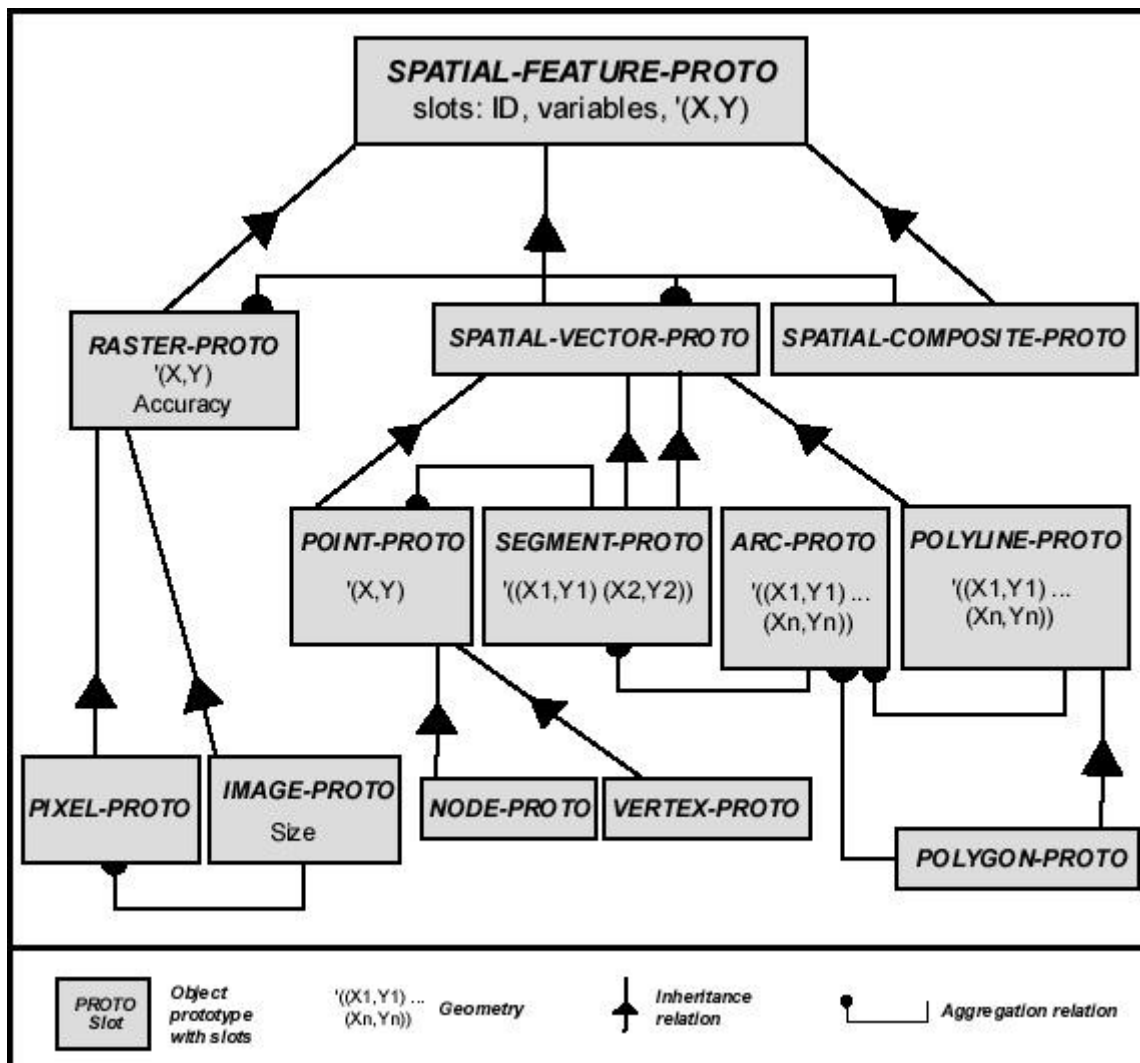 SPATIAL-FEATURE-PROTO
slots: ID, variables, '(X,Y)
RASTER-PROTO
'(X,Y)
Accuracy
SPATIAL-VECTOR-PROTO
SPATIAL-COMPOSITE-PROTO
POINT-PROTO
'(X,Y)
SEGMENT-PROTO
'((X1,Y1) (X2,Y2))
ARC-PROTO
'((X1,Y1) ...
(Xn,Yn))
POLYLINE-PROTO
'((X1,Y1) ...
(Xn,Yn))
PIXEL-PROTO
IMAGE-PROTO
Size
NODE-PROTO
VERTEX-PROTO
POLYGON-PROTO
PROTO
Slot
Object
prototype
with slots
'((X1,Y1) ...
(Xn,Yn))
Geometry
Inheritance
relation
Aggregation relation